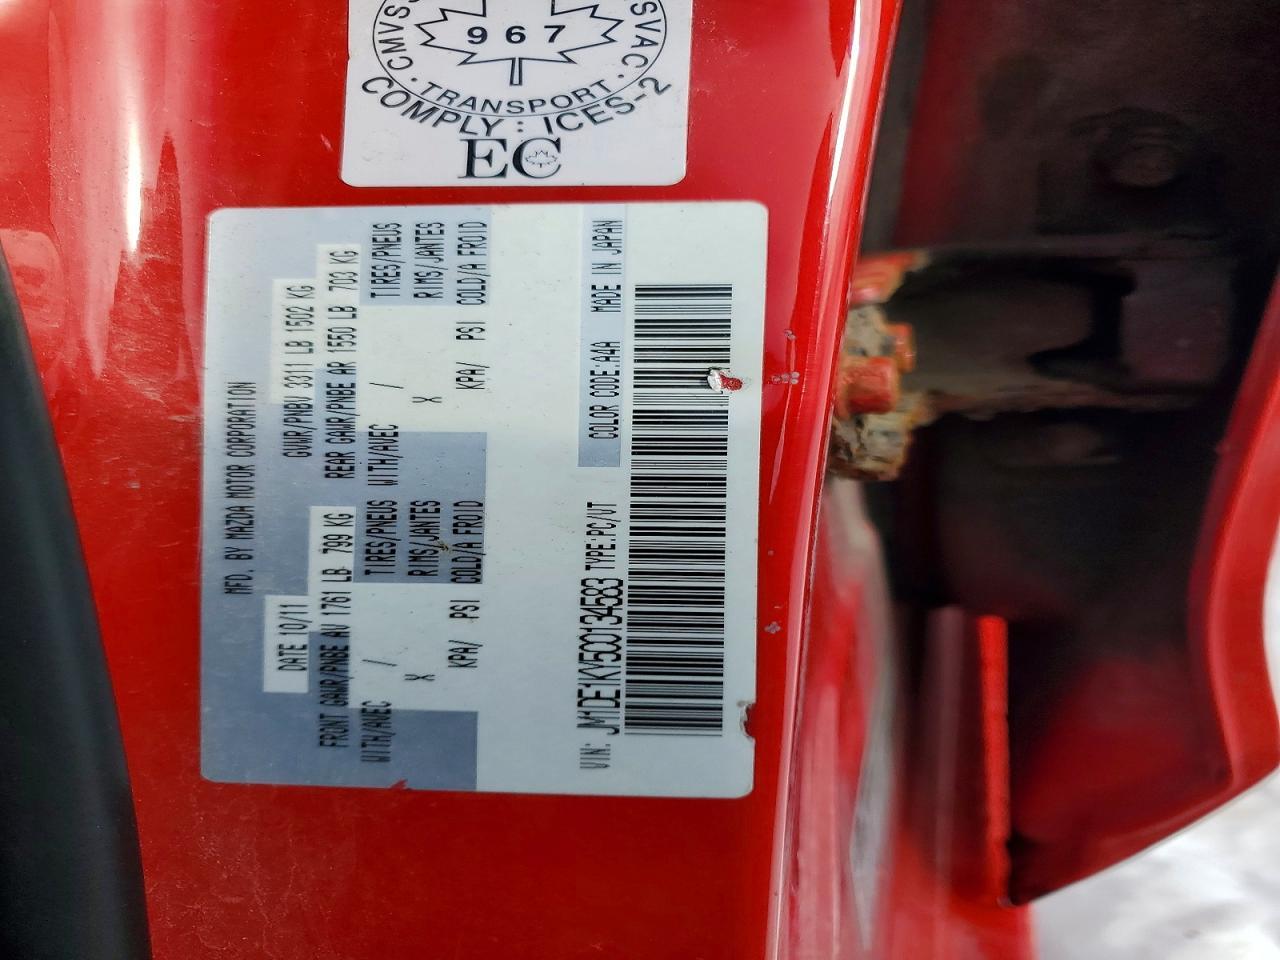 CMVSS
SVAC
967
· TRANSPORT ·
COMPLY : ICES-2
EC
MFD. BY MAZDA MOTOR CORPORATION
DATE 10/11 GVWR/PNBV 3311 LB 1502 KG
FRONT GAWR/PNBE AV 1761 LB 799 KG REAR GAWR/PNBE AR 1550 LB 703 KG
WITH/AVEC / TIRES/PNEUS WITH/AVEC / TIRES/PNEUS
X RIMS/JANTES X RIMS/JANTES
KPA/ PSI COLD/A FROID KPA/ PSI COLD/A FROID
VIN: JM1DE1KY5C0134583 TYPE:PC/VT COLOR CODE:A4A MADE IN JAPAN